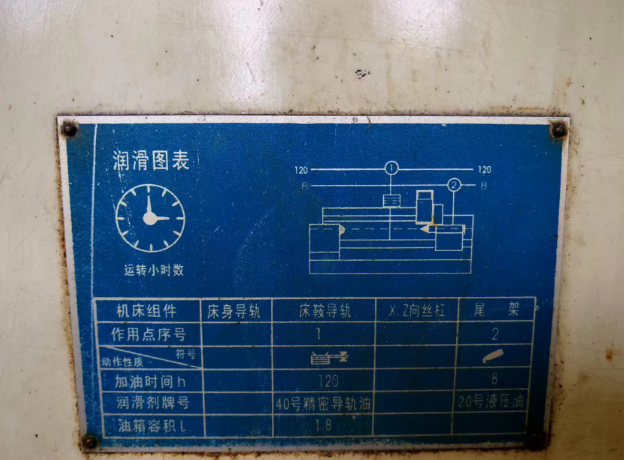 润滑图表
120 ① 120
8 ② 8
运转小时数
机床组件 床身导轨 床鞍导轨 X.Z向丝杠 尾 架
作用点序号 1 2
符号
动作性质
加油时间h 120 8
润滑剂牌号 40号精密导轨油 20号液压油
油箱容积l 1.8